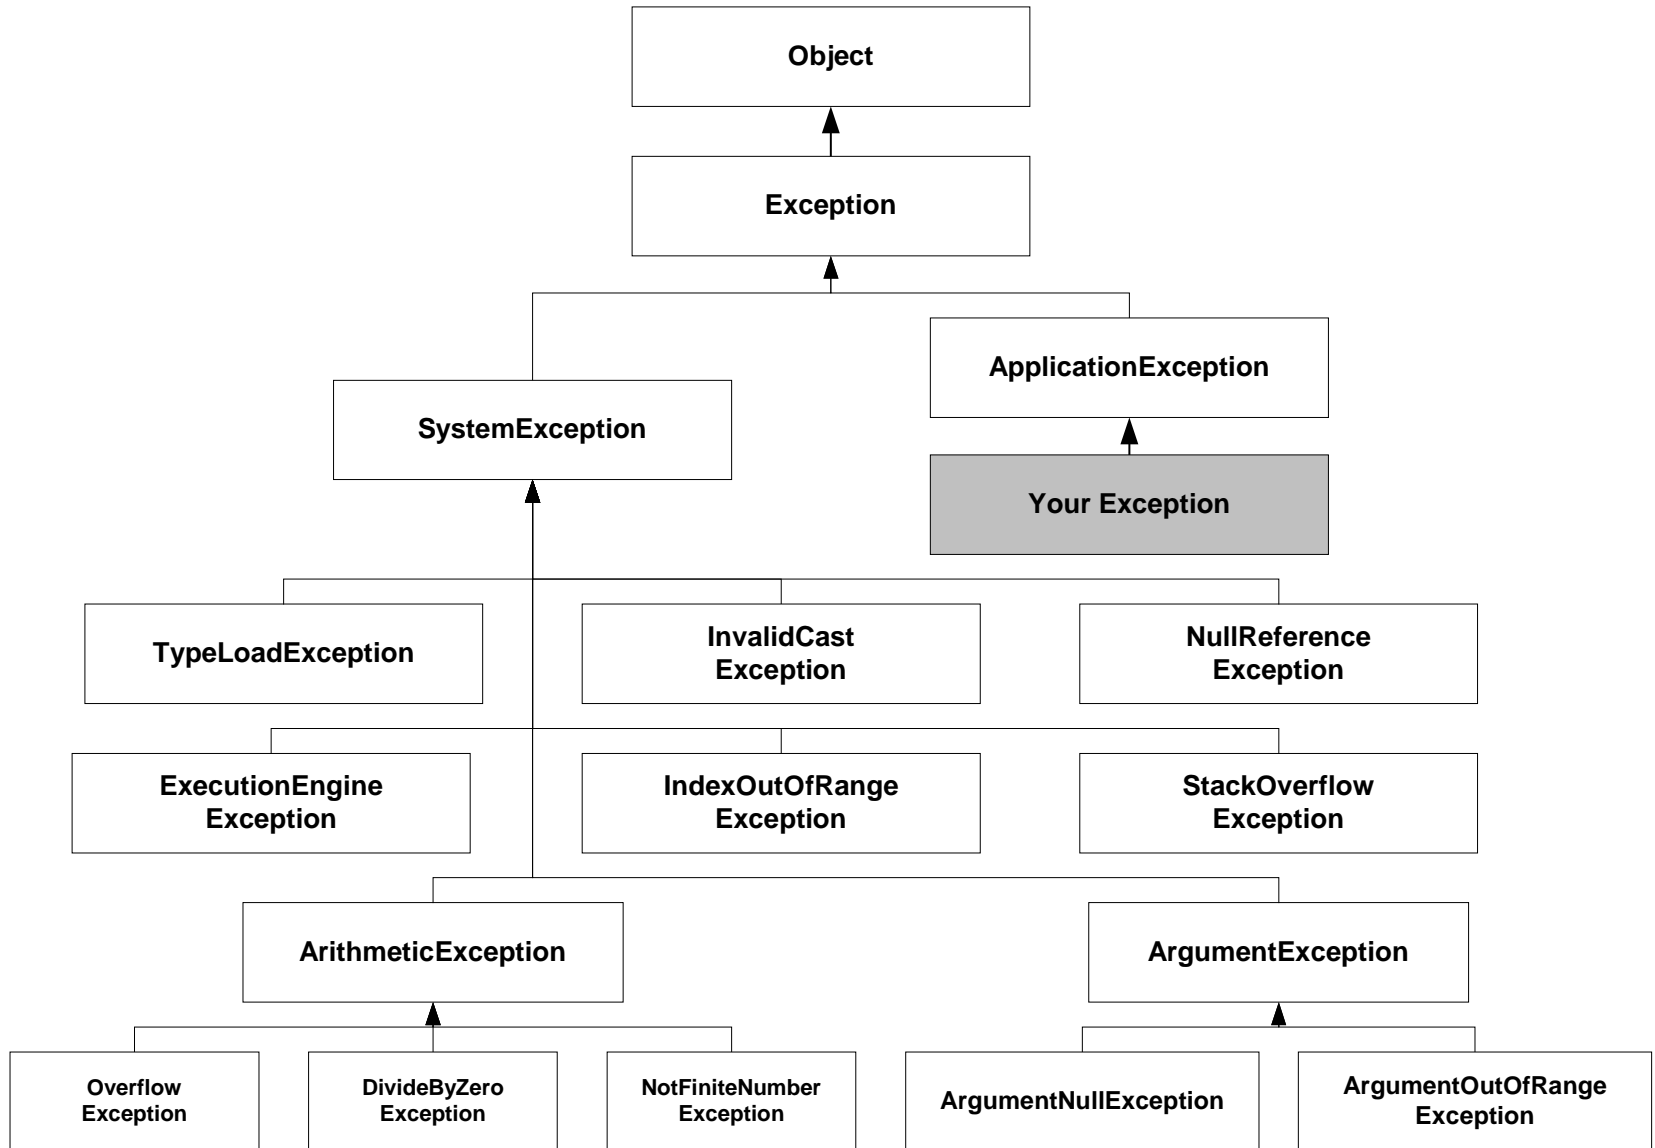 Object
Exception
ApplicationException
SystemException
Your Exception
TypeLoadException
InvalidCast
Exception
NullReference
Exception
ExecutionEngine
Exception
IndexOutOfRange
Exception
StackOverflow
Exception
ArithmeticException
ArgumentException
Overflow
Exception
DivideByZero
Exception
NotFiniteNumber
Exception
ArgumentNullException
ArgumentOutOfRange
Exception